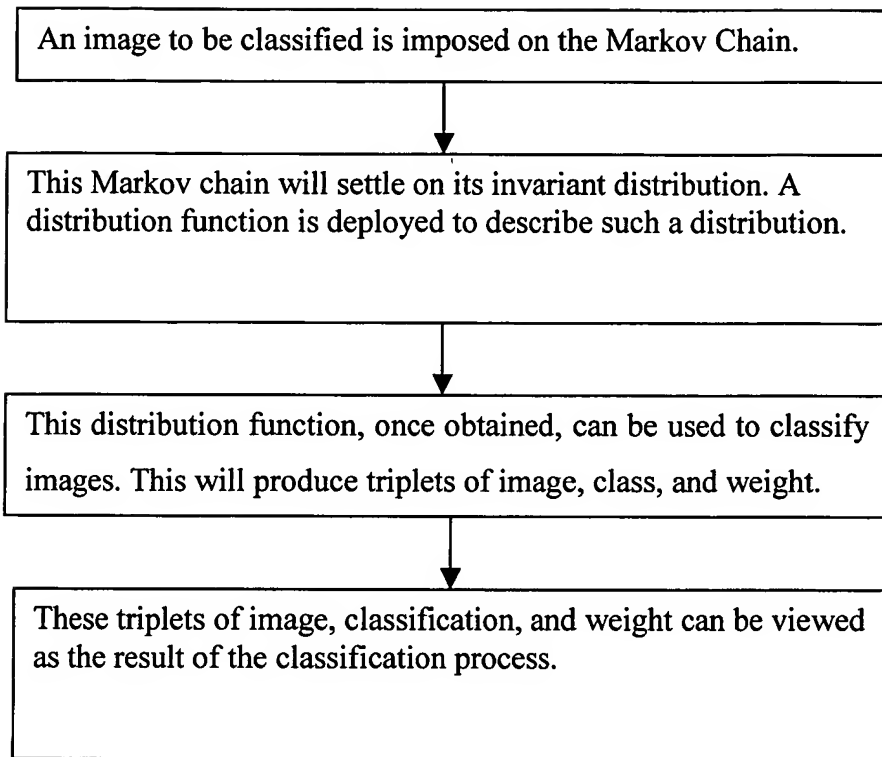 An image to be classified is imposed on the Markov Chain.
This Markov chain will settle on its invariant distribution. A
distribution function is deployed to describe such a distribution.
This distribution function, once obtained, can be used to classify
images. This will produce triplets of image, class, and weight.
These triplets of image, classification, and weight can be viewed
as the result of the classification process.